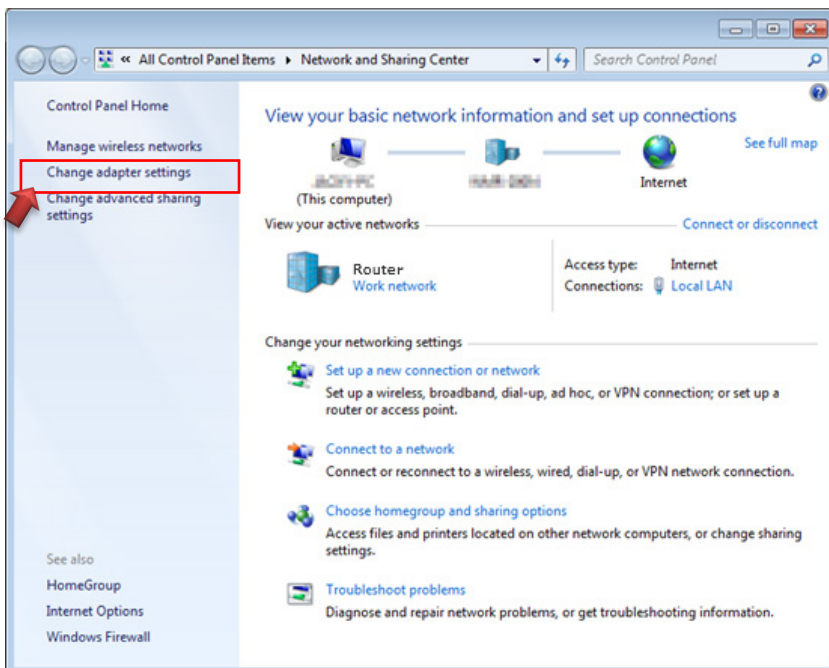 « All Control Panel Items ▸ Network and Sharing Center
Search Control Panel
Control Panel Home
Manage wireless networks
Change adapter settings
Change advanced sharing
settings
See also
HomeGroup
Internet Options
Windows Firewall
View your basic network information and set up connections
See full map
(This computer)
Internet
View your active networks
Connect or disconnect
Router
Work network
Access type: Internet
Connections: Local LAN
Change your networking settings
Set up a new connection or network
Set up a wireless, broadband, dial-up, ad hoc, or VPN connection; or set up a
router or access point.
Connect to a network
Connect or reconnect to a wireless, wired, dial-up, or VPN network connection.
Choose homegroup and sharing options
Access files and printers located on other network computers, or change sharing
settings.
Troubleshoot problems
Diagnose and repair network problems, or get troubleshooting information.